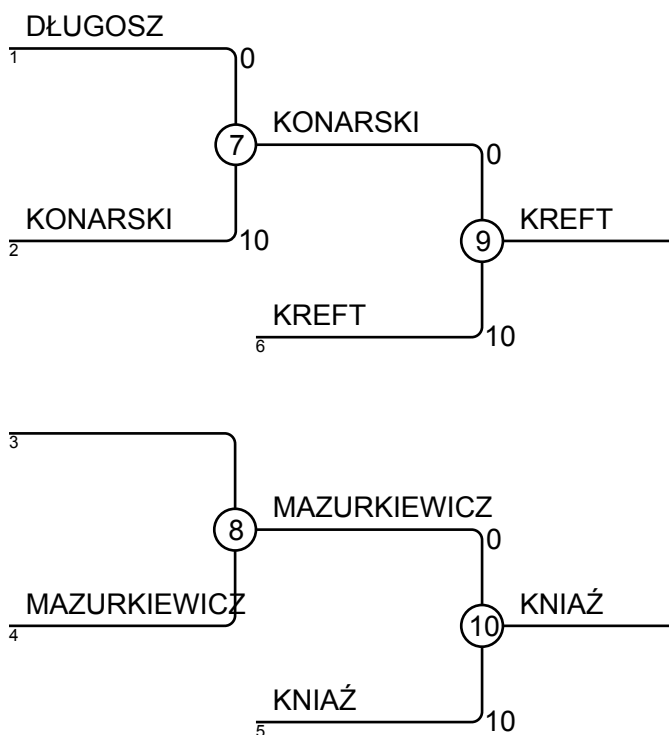 DŁUGOSZ
1
0
7
KONARSKI
0
KONARSKI
2
10
9
KREFT
KREFT
6
10
3
8
MAZURKIEWICZ
0
MAZURKIEWICZ
4
10
KNIAŹ
KNIAŹ
5
10